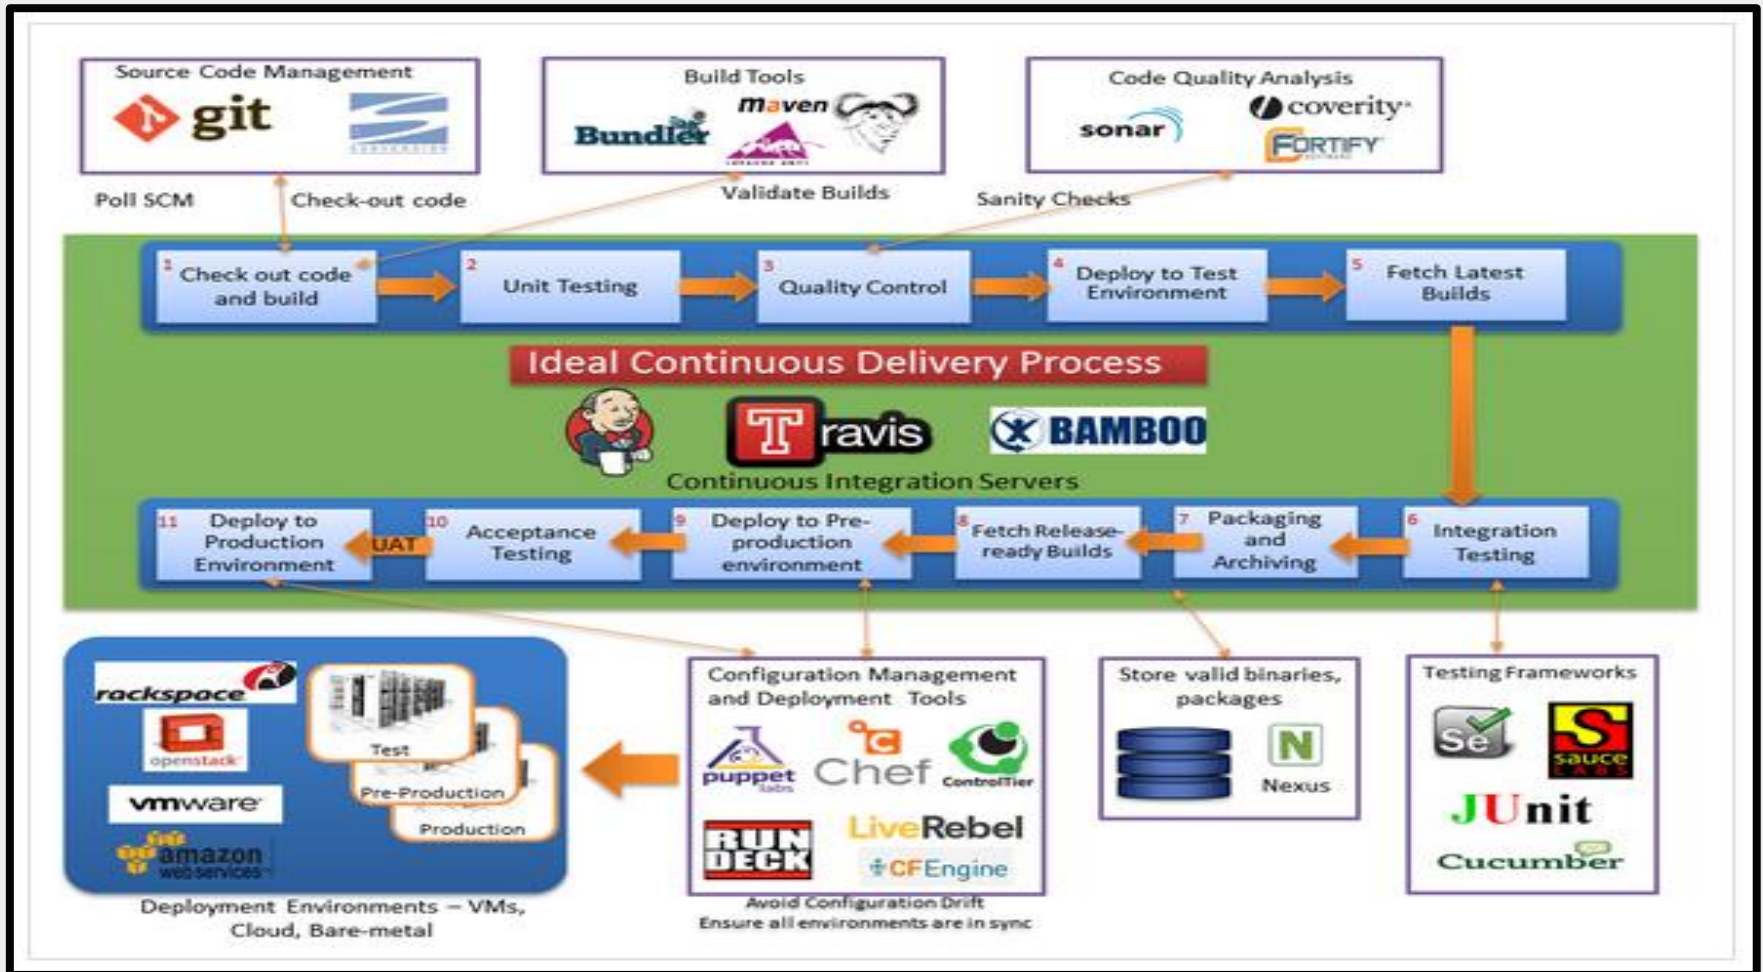 Source Code Management
git
SUBVERSION
Build Tools
maven
Bundler
Code Quality Analysis
coverity
sonar
FORTIFY
Poll SCM
Check-out code
Validate Builds
Sanity Checks
1 Check out code
and build
2 Unit Testing
3 Quality Control
4 Deploy to Test
Environment
5 Fetch Latest
Builds
Ideal Continuous Delivery Process
Travis
BAMBOO
Continuous Integration Servers
11 Deploy to
Production
Environment
UAT
10 Acceptance
Testing
9 Deploy to Pre-
production
environment
8 Fetch Release-
ready Builds
7 Packaging
and
Archiving
6 Integration
Testing
rackspace
openstack
vmware
amazon
webservices
Test
Pre-Production
Production
Deployment Environments – VMs,
Cloud, Bare-metal
Configuration Management
and Deployment Tools
puppet
labs
Chef
ControlTier
RUN
DECK
LiveRebel
CFEngine
Avoid Configuration Drift
Ensure all environments are in sync
Store valid binaries,
packages
N
Nexus
Testing Frameworks
Se
S
sauce
LABS
JUnit
Cucumber